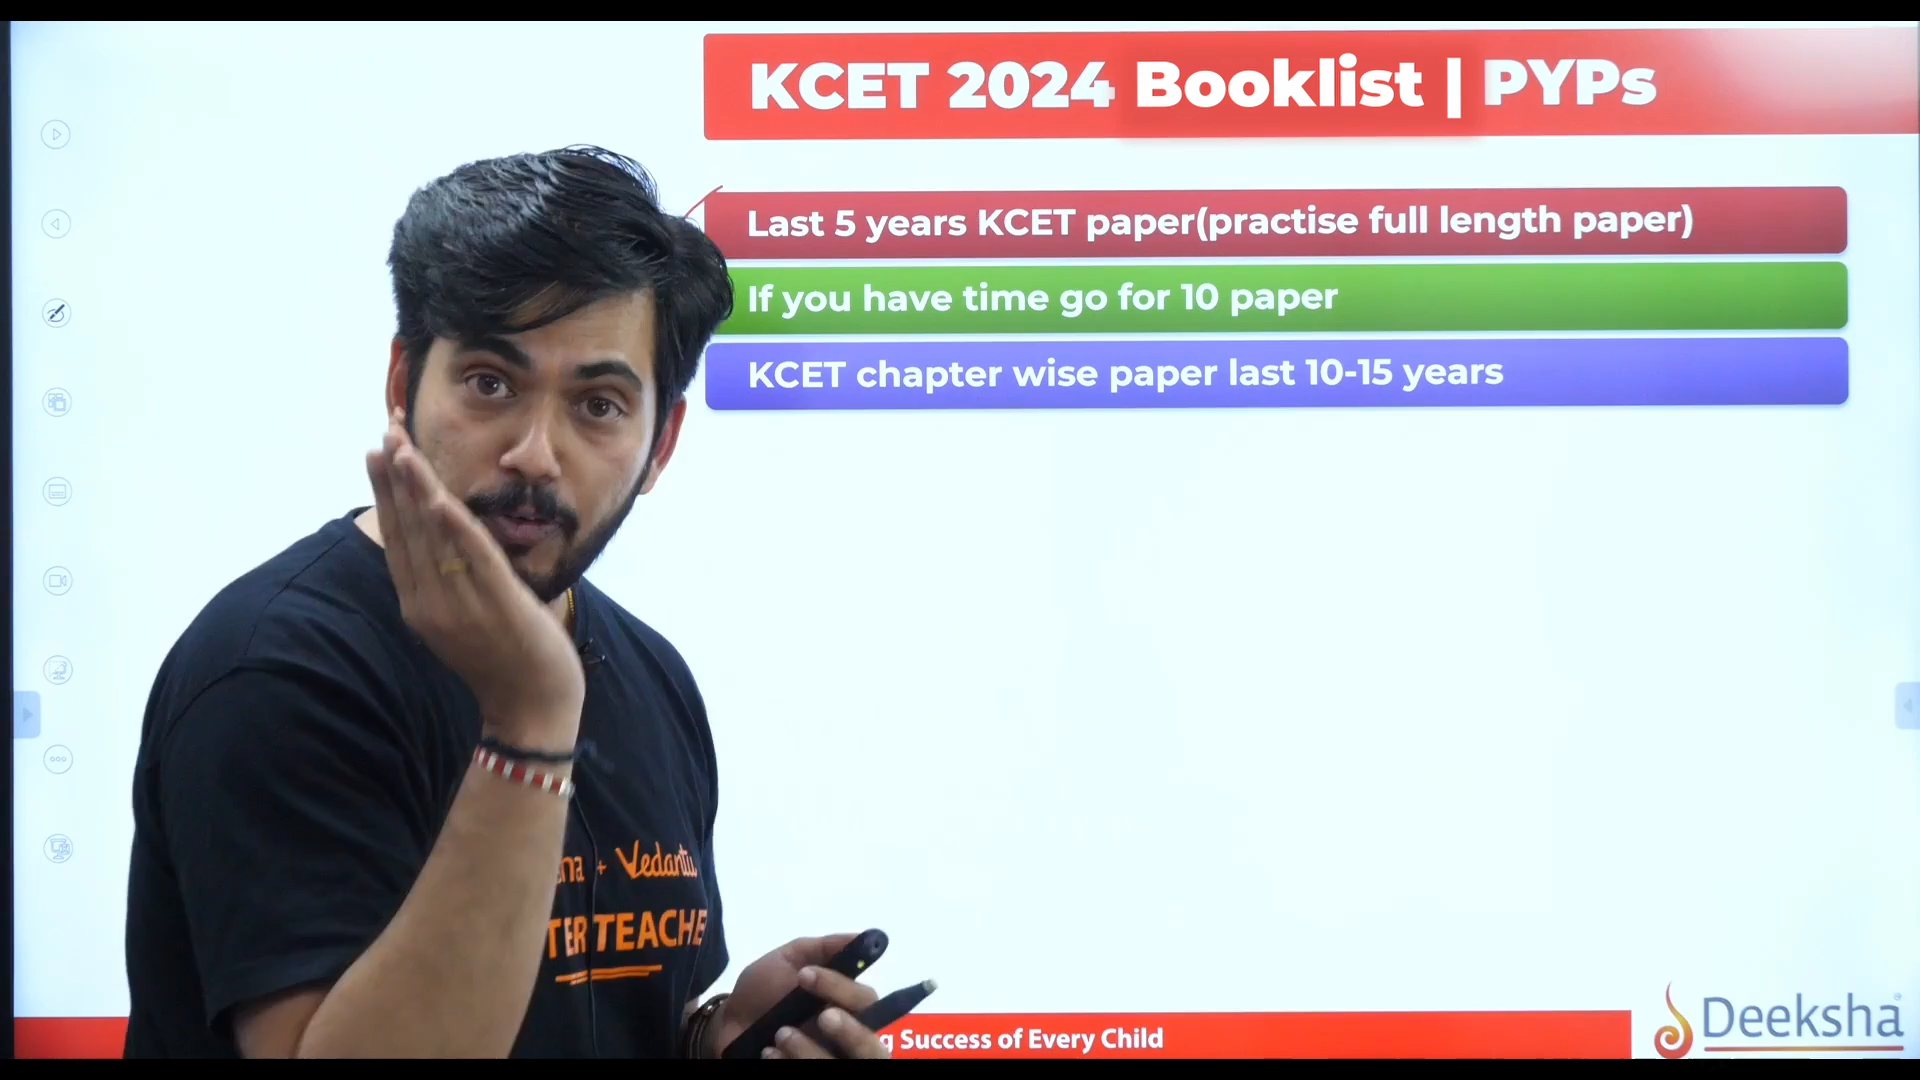 KCET 2024 Booklist | PYPs
Last 5 years KCET paper(practise full length paper)
If you have time go for 10 paper
KCET chapter wise paper last 10-15 years
+ Vedantu
TEACHE
Success of Every Child
Deeksha